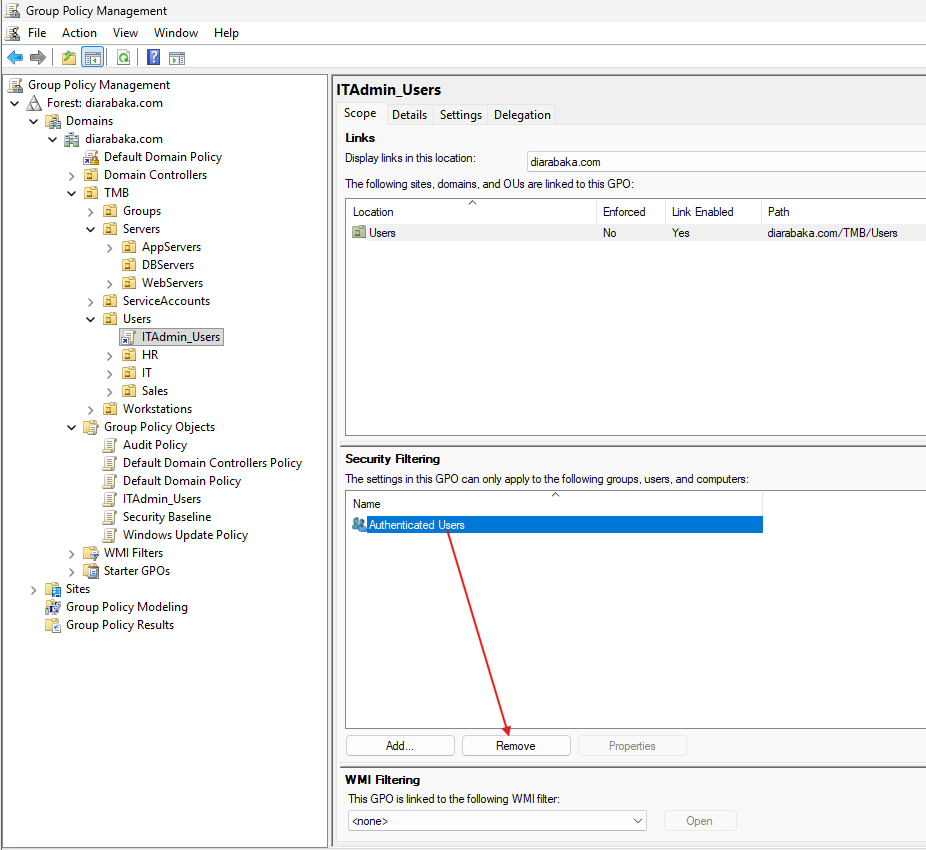 Group Policy Management
File Action View Window Help
Group Policy Management
Forest: diarabaka.com
Domains
diarabaka.com
Default Domain Policy
Domain Controllers
TMB
Groups
Servers
AppServers
DBServers
WebServers
ServiceAccounts
Users
ITAdmin_Users
HR
IT
Sales
Workstations
Group Policy Objects
Audit Policy
Default Domain Controllers Policy
Default Domain Policy
ITAdmin_Users
Security Baseline
Windows Update Policy
WMI Filters
Starter GPOs
Sites
Group Policy Modeling
Group Policy Results
ITAdmin_Users
Scope Details Settings Delegation
Links
Display links in this location: diarabaka.com
The following sites, domains, and OUs are linked to this GPO:
Location Enforced Link Enabled Path
Users No Yes diarabaka.com/TMB/Users
Security Filtering
The settings in this GPO can only apply to the following groups, users, and computers:
Name
Authenticated Users
Add... Remove Properties
WMI Filtering
This GPO is linked to the following WMI filter:
<none> Open